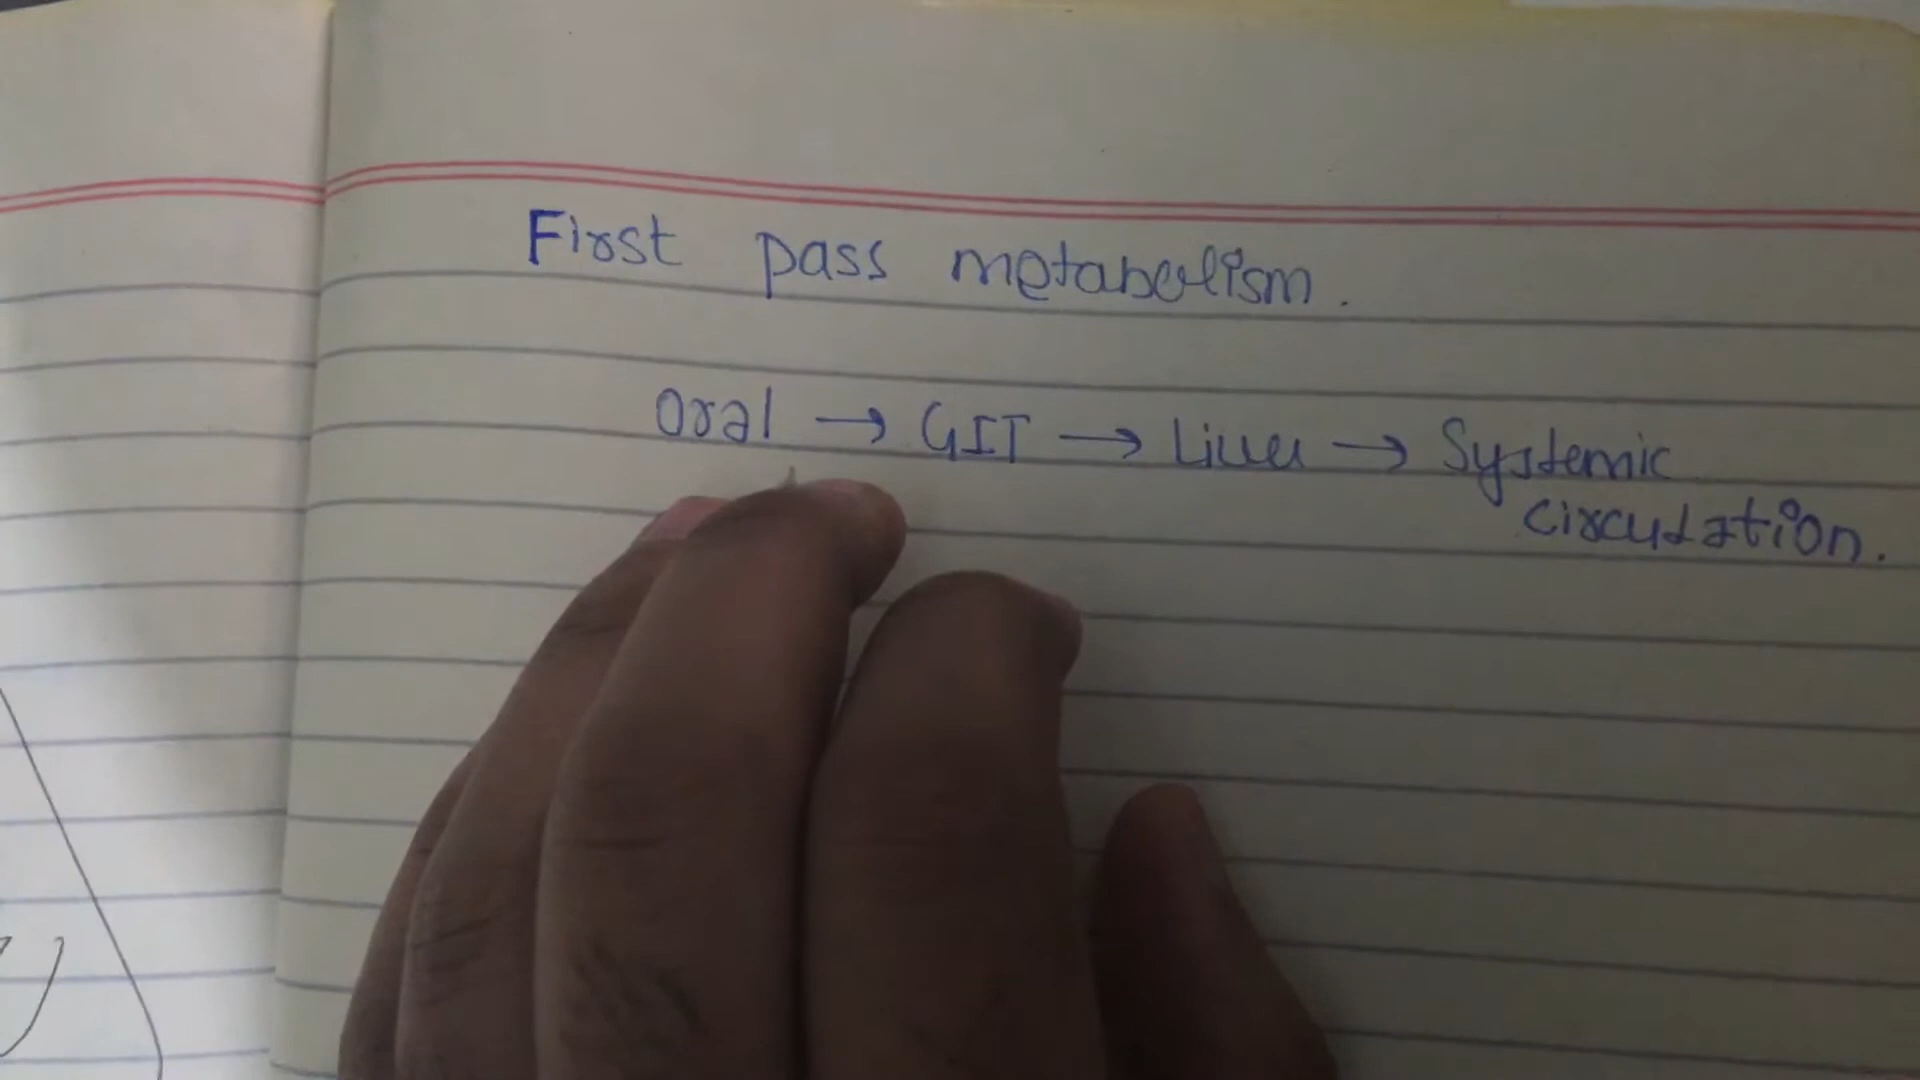 First pass metabolism.
Oral → GIT → Liver → Systemic
circulation.